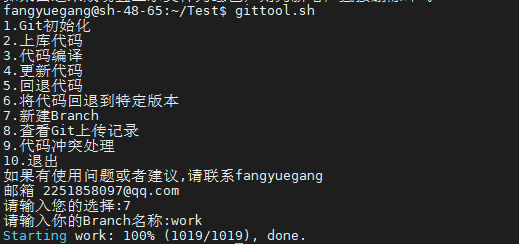 fangyuegang@sh-48-65:~/Test$ gittool.sh
1.Git初始化
2.上库代码
3.代码编译
4.更新代码
5.回退代码
6.将代码回退到特定版本
7.新建Branch
8.查看Git上传记录
9.代码冲突处理
10.退出
如果有使用问题或者建议,请联系fangyuegang
邮箱 2251858097@qq.com
请输入您的选择:7
请输入你的Branch名称:work
Starting work: 100% (1019/1019), done.